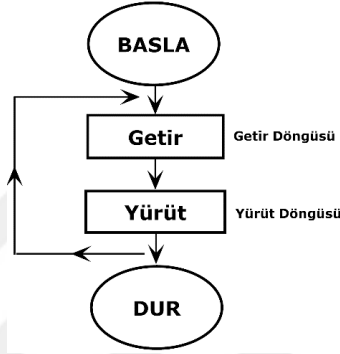 BASLA
Getir
Getir Döngüsü
Yürüt
Yürüt Döngüsü
DUR